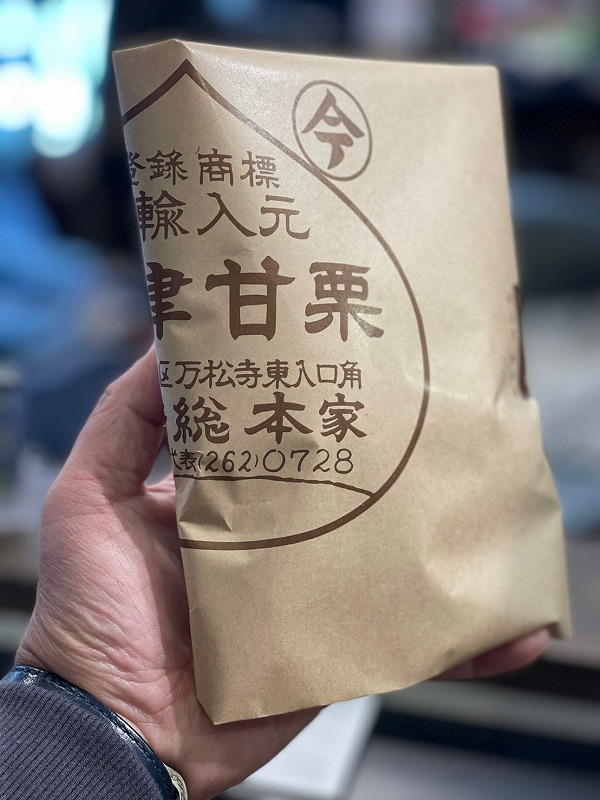 今
登録商標
輸入元
津甘栗
区万松寺東入口角
総本家
代表(262)0728